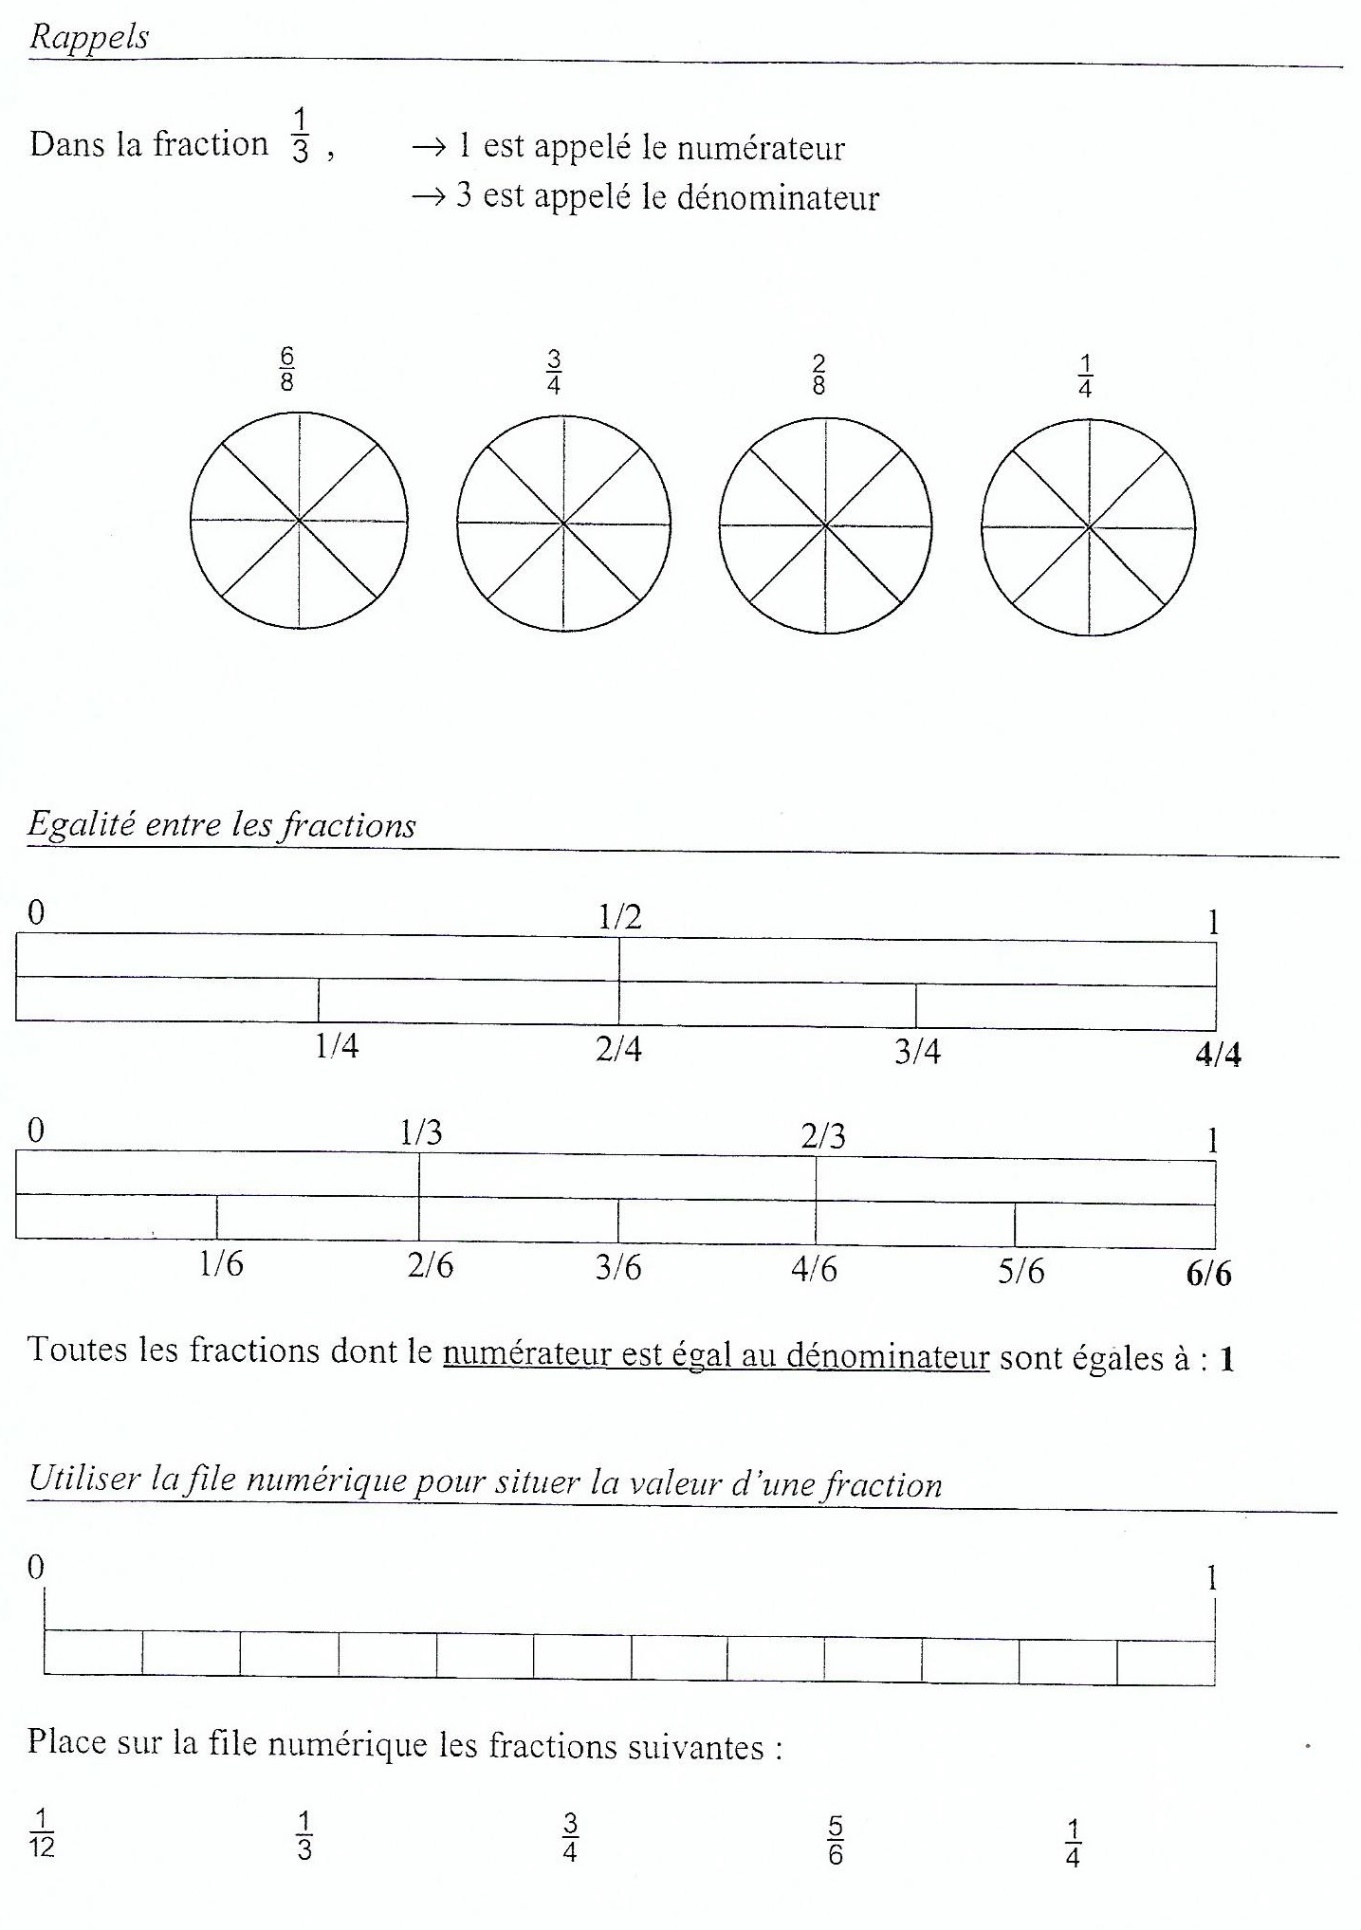 Rappels
Dans la fraction 1/3 , → 1 est appelé le numérateur
→ 3 est appelé le dénominateur
6/8 3/4 2/8 1/4
Egalité entre les fractions
0 1/2 1
1/4 2/4 3/4 4/4
0 1/3 2/3 1
1/6 2/6 3/6 4/6 5/6 6/6
Toutes les fractions dont le numérateur est égal au dénominateur sont égales à : 1
Utiliser la file numérique pour situer la valeur d'une fraction
0 1
Place sur la file numérique les fractions suivantes :
1/12 1/3 3/4 5/6 1/4